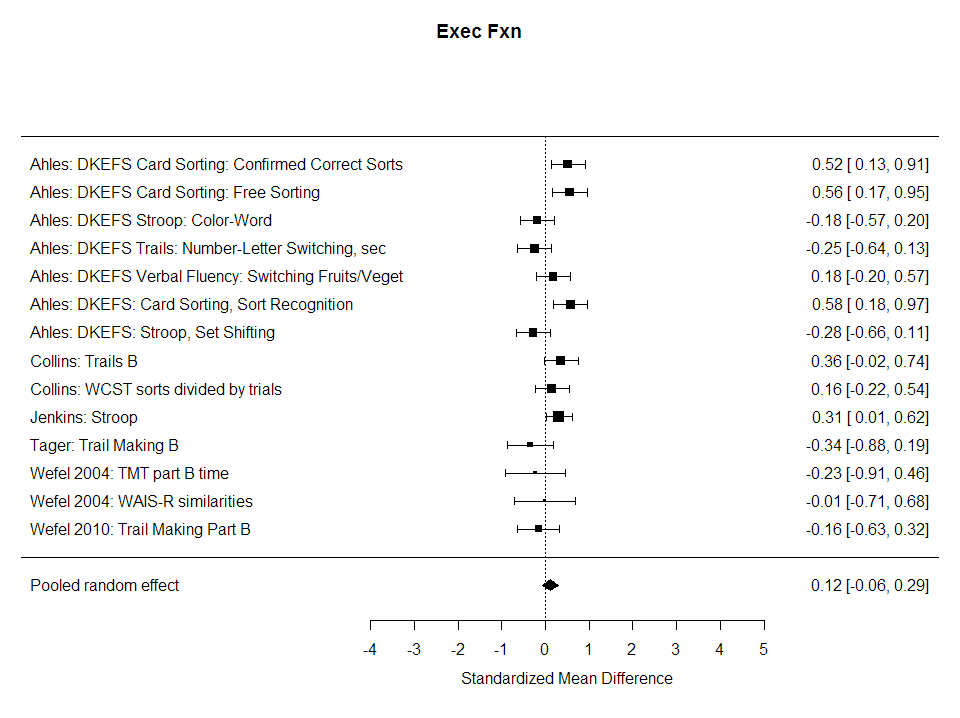 Exec Fxn
Ahles: DKEFS Card Sorting: Confirmed Correct Sorts 0.52 [ 0.13, 0.91]
Ahles: DKEFS Card Sorting: Free Sorting 0.56 [ 0.17, 0.95]
Ahles: DKEFS Stroop: Color-Word -0.18 [-0.57, 0.20]
Ahles: DKEFS Trails: Number-Letter Switching, sec -0.25 [-0.64, 0.13]
Ahles: DKEFS Verbal Fluency: Switching Fruits/Veget 0.18 [-0.20, 0.57]
Ahles: DKEFS: Card Sorting, Sort Recognition 0.58 [ 0.18, 0.97]
Ahles: DKEFS: Stroop, Set Shifting -0.28 [-0.66, 0.11]
Collins: Trails B 0.36 [-0.02, 0.74]
Collins: WCST sorts divided by trials 0.16 [-0.22, 0.54]
Jenkins: Stroop 0.31 [ 0.01, 0.62]
Tager: Trail Making B -0.34 [-0.88, 0.19]
Wefel 2004: TMT part B time -0.23 [-0.91, 0.46]
Wefel 2004: WAIS-R similarities -0.01 [-0.71, 0.68]
Wefel 2010: Trail Making Part B -0.16 [-0.63, 0.32]
Pooled random effect 0.12 [-0.06, 0.29]
-4 -3 -2 -1 0 1 2 3 4 5
Standardized Mean Difference